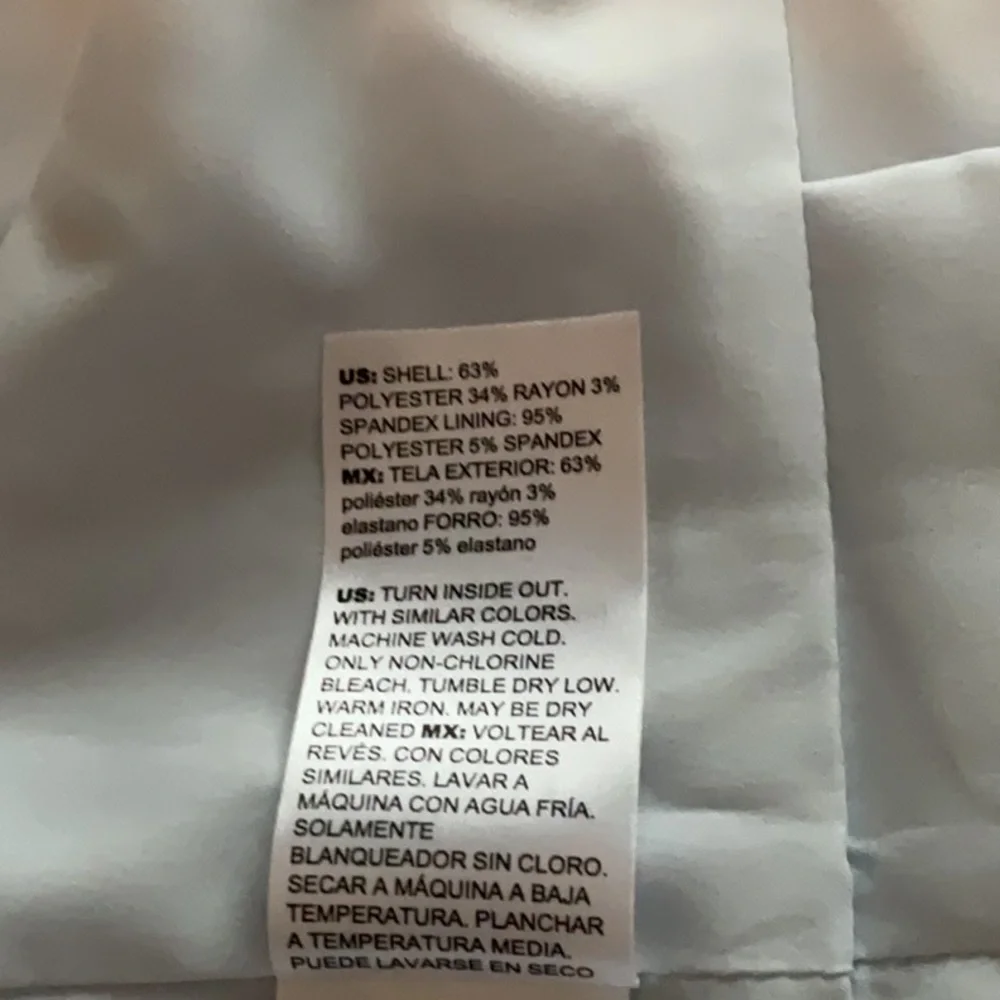 US: SHELL: 63%
POLYESTER 34% RAYON 3%
SPANDEX LINING: 95%
POLYESTER 5% SPANDEX
MX: TELA EXTERIOR: 63%
poliéster 34% rayón 3%
elastano FORRO: 95%
poliéster 5% elastano
US: TURN INSIDE OUT.
WITH SIMILAR COLORS.
MACHINE WASH COLD.
ONLY NON-CHLORINE
BLEACH. TUMBLE DRY LOW.
WARM IRON. MAY BE DRY
CLEANED MX: VOLTEAR AL
REVÉS. CON COLORES
SIMILARES. LAVAR A
MÁQUINA CON AGUA FRÍA.
SOLAMENTE
BLANQUEADOR SIN CLORO.
SECAR A MÁQUINA A BAJA
TEMPERATURA. PLANCHAR
A TEMPERATURA MEDIA.
PUEDE LAVARSE EN SECO